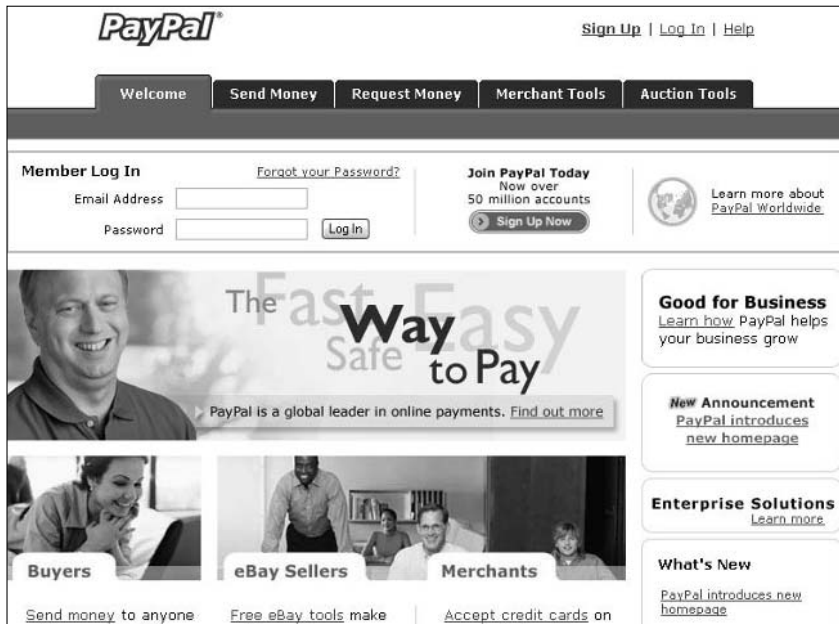 PayPal®
Sign Up | Log In | Help
Welcome
Send Money
Request Money
Merchant Tools
Auction Tools
Member Log In
Forgot your Password?
Email Address
Password
Log In
Join PayPal Today
Now over
50 million accounts
Sign Up Now
Learn more about
PayPal Worldwide
The Fast Easy
Safe Way
to Pay
PayPal is a global leader in online payments. Find out more
Good for Business
Learn how PayPal helps
your business grow
New Announcement
PayPal introduces
new homepage
Enterprise Solutions
Learn more
What's New
PayPal introduces new
homepage
Buyers
Send money to anyone
eBay Sellers
Free eBay tools make
Merchants
Accept credit cards on